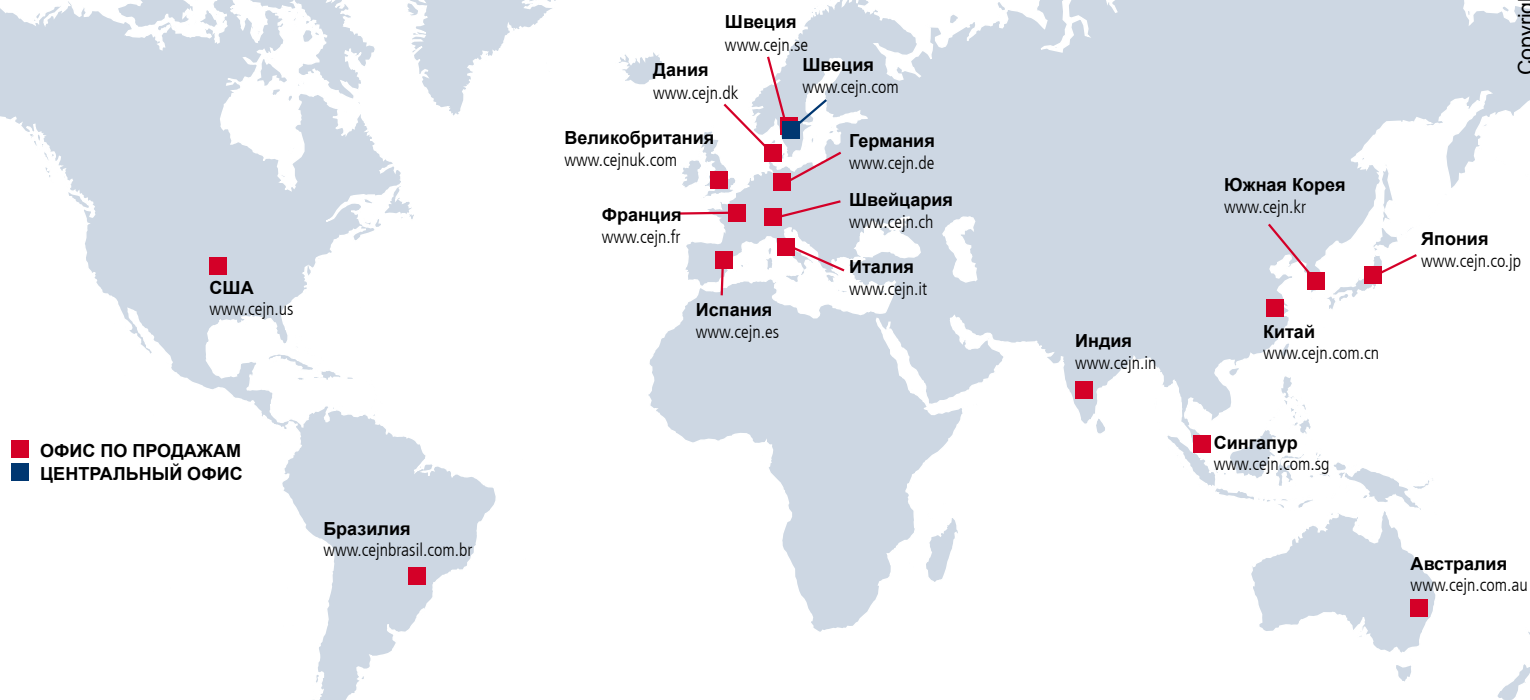 Copyright
Швеция
www.cejn.se
Швеция
www.cejn.com
Дания
www.cejn.dk
Великобритания
www.cejnuk.com
Германия
www.cejn.de
Франция
www.cejn.fr
Швейцария
www.cejn.ch
Италия
www.cejn.it
Испания
www.cejn.es
США
www.cejn.us
Южная Корея
www.cejn.kr
Япония
www.cejn.co.jp
Китай
www.cejn.com.cn
Индия
www.cejn.in
Сингапур
www.cejn.com.sg
ОФИС ПО ПРОДАЖАМ
ЦЕНТРАЛЬНЫЙ ОФИС
Бразилия
www.cejnbrasil.com.br
Австралия
www.cejn.com.au